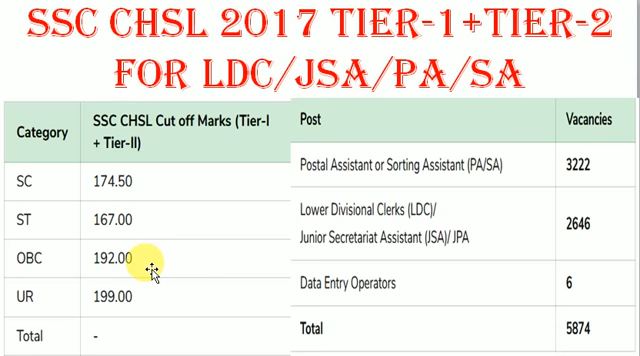 SSC CHSL 2017 TIER-1+TIER-2
FOR LDC/JSA/PA/SA
Category
SSC CHSL Cut off Marks (Tier-I
+ Tier-II)
SC
174.50
ST
167.00
OBC
192.00
UR
199.00
Total
-
Post
Vacancies
Postal Assistant or Sorting Assistant (PA/SA)
3222
Lower Divisional Clerks (LDC)/
Junior Secretariat Assistant (JSA)/ JPA
2646
Data Entry Operators
6
Total
5874